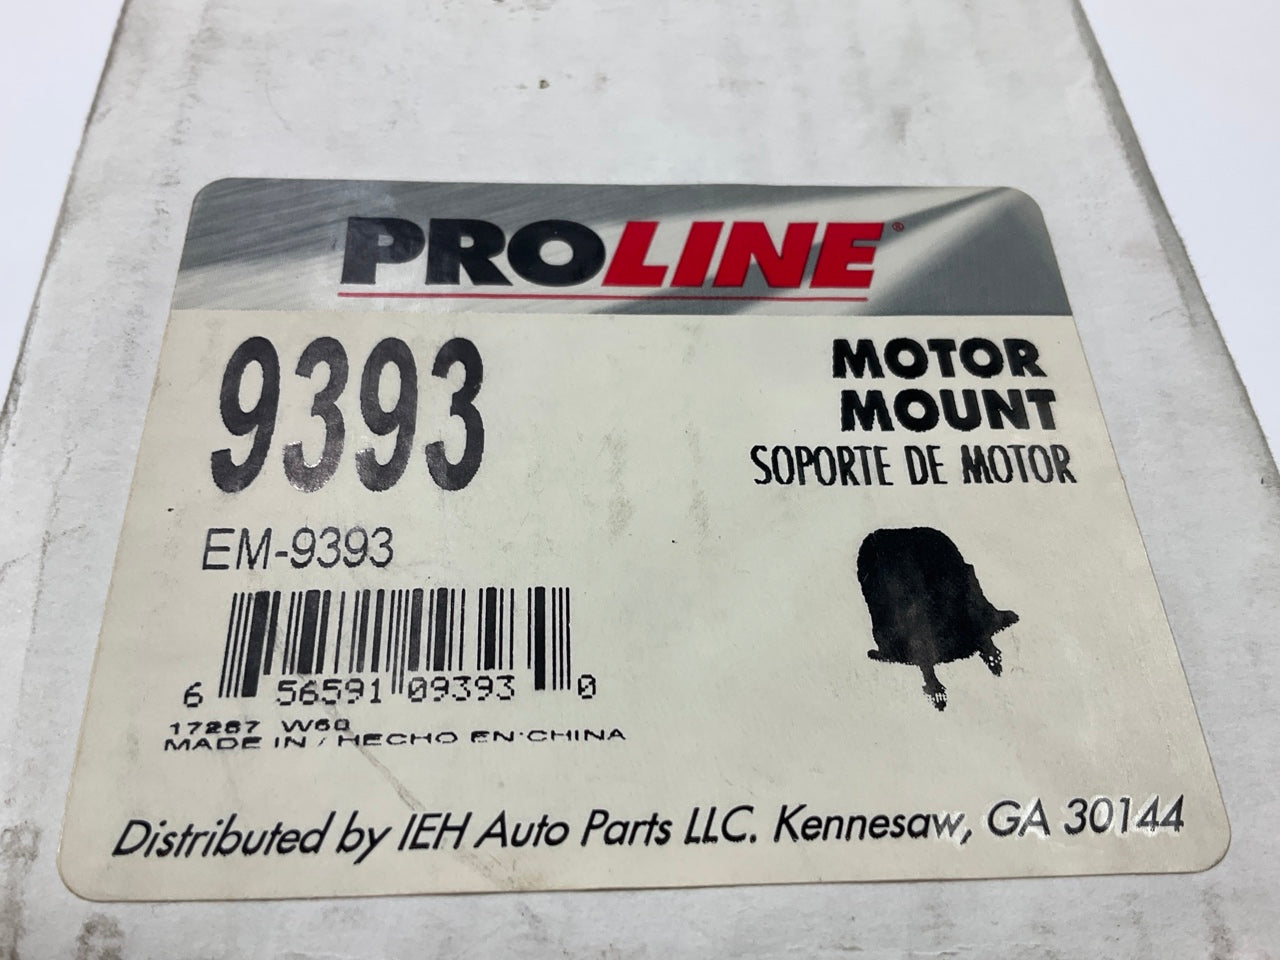 PROLINE®
9393
MOTOR
MOUNT
SOPORTE DE MOTOR
EM-9393
6 56591 09393 0
17287 W60
MADE IN / HECHO EN CHINA
Distributed by IEH Auto Parts LLC. Kennesaw, GA 30144